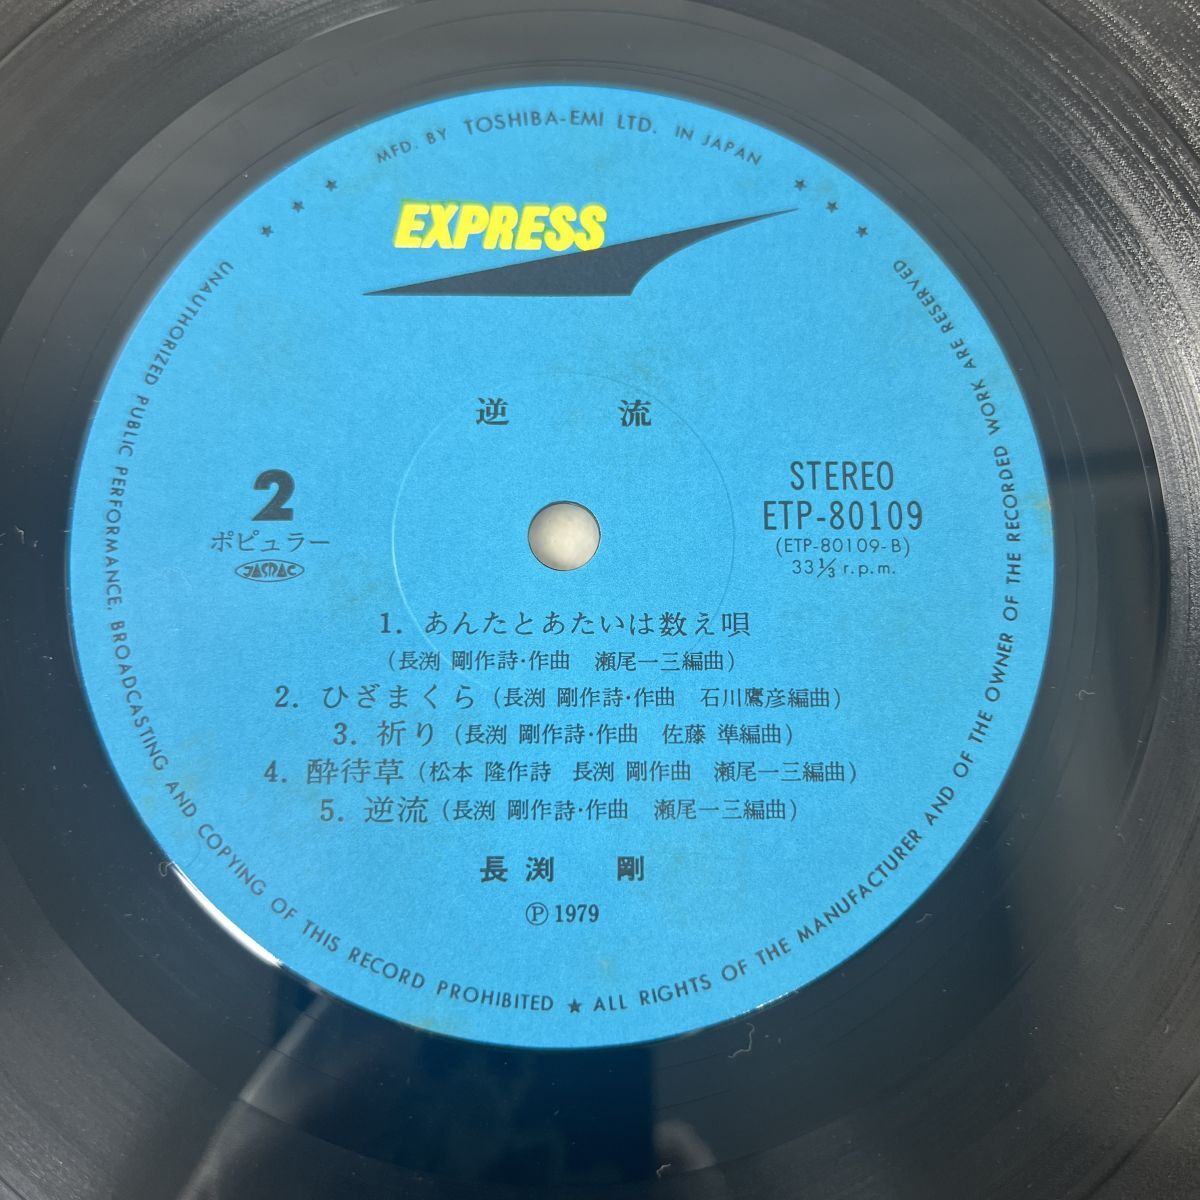 MFD. BY TOSHIBA-EMI LTD. IN JAPAN
EXPRESS
逆 流
2
ポピュラー
JASRAC
STEREO
ETP-80109
(ETP-80109-B)
33⅓ r.p.m.
1. あんたとあたいは数え唄
(長渕 剛作詩・作曲 瀬尾一三編曲)
2. ひざまくら (長渕 剛作詩・作曲 石川鷹彦編曲)
3. 祈り (長渕 剛作詩・作曲 佐藤 準編曲)
4. 酔待草 (松本 隆作詩 長渕 剛作曲 瀬尾一三編曲)
5. 逆流 (長渕 剛作詩・作曲 瀬尾一三編曲)
長渕 剛
Ⓟ 1979
UNAUTHORIZED PUBLIC PERFORMANCE, BROADCASTING AND COPYING OF THIS RECORD PROHIBITED ★ ALL RIGHTS OF THE MANUFACTURER AND OF THE OWNER OF THE RECORDED WORK ARE RESERVED